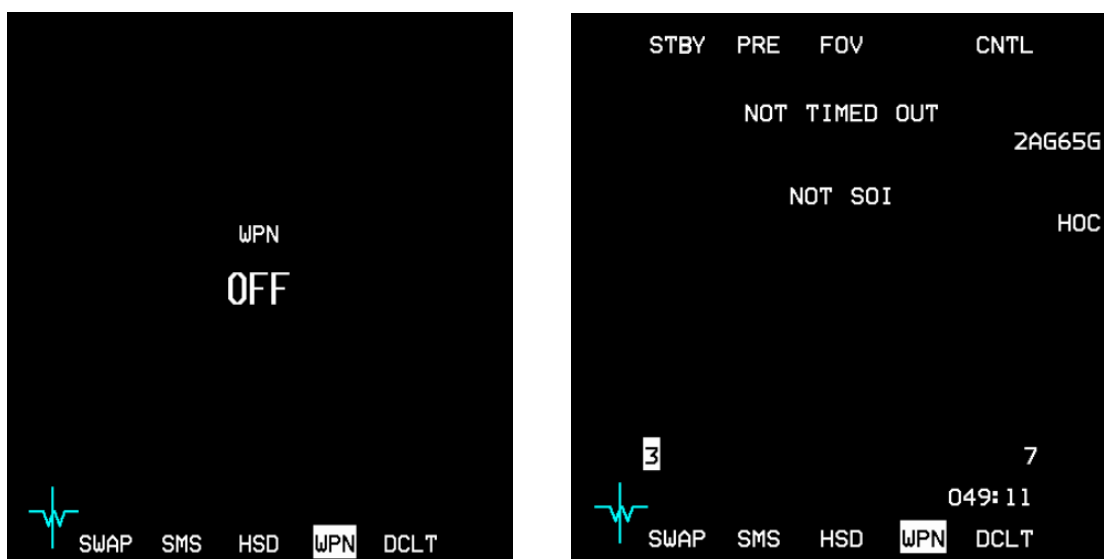 WPN
OFF
SWAP SMS HSD WPN DCLT
STBY PRE FOV CNTL
NOT TIMED OUT
2AG65G
NOT SOI
HOC
3 7
049:11
SWAP SMS HSD WPN DCLT